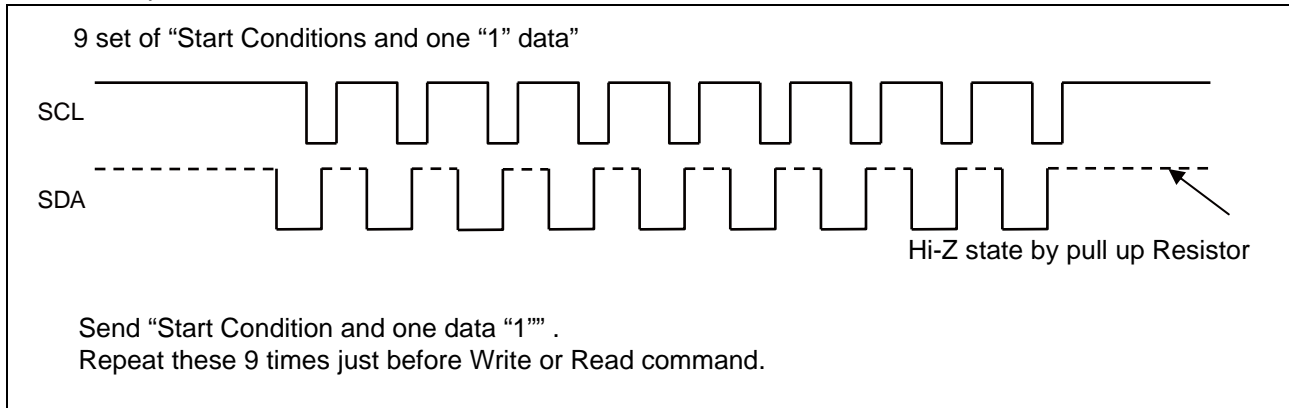 9 set of “Start Conditions and one “1” data”
SCL
SDA
Hi-Z state by pull up Resistor
Send “Start Condition and one data “1”” .
Repeat these 9 times just before Write or Read command.